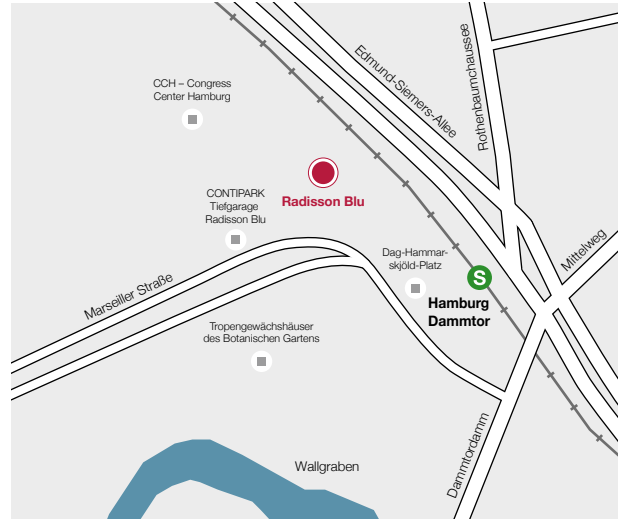 Edmund-Siemers-Allee
Rothenbaumchaussee
CCH – Congress
Center Hamburg
Radisson Blu
CONTIPARK
Tiefgarage
Radisson Blu
Dag-Hammar-
skjöld-Platz
S
Hamburg
Dammtor
Mittelweg
Marseiller Straße
Tropengewächshäuser
des Botanischen Gartens
Dammtordamm
Wallgraben